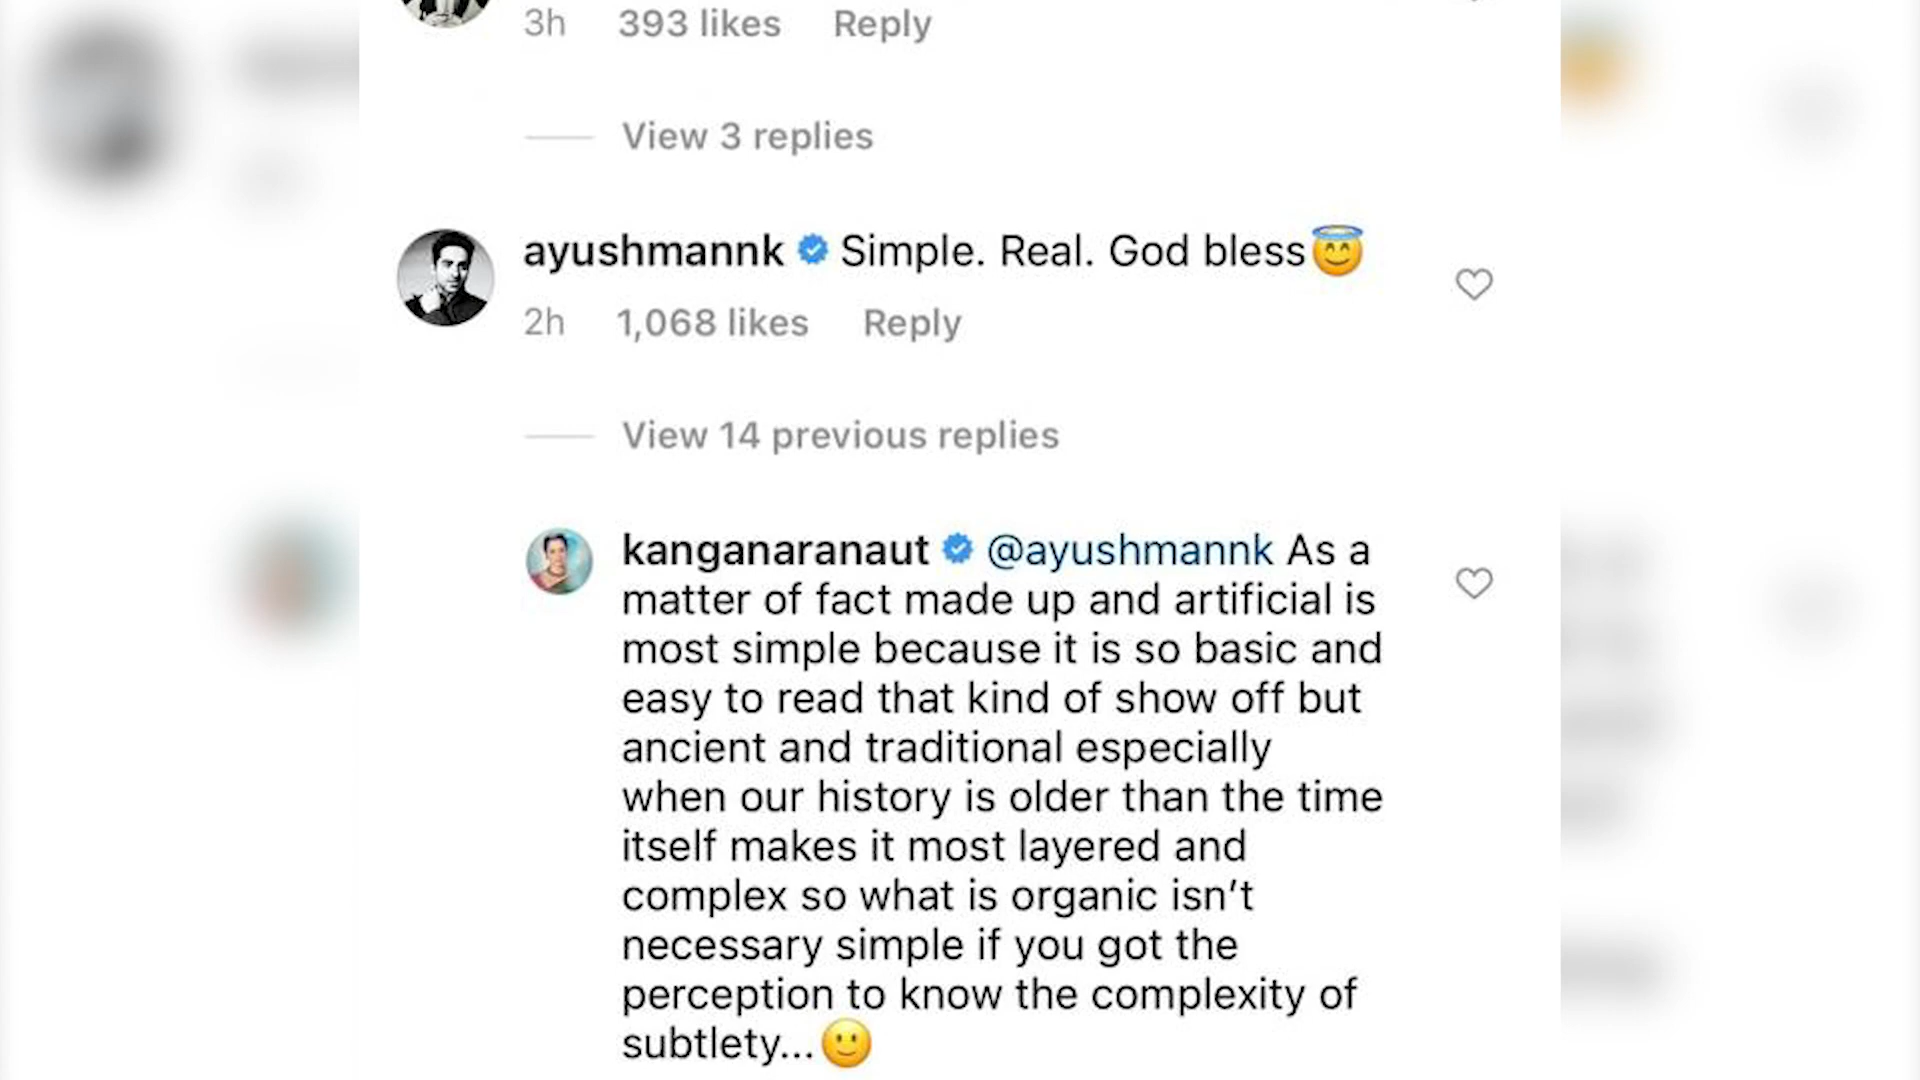 3h 393 likes Reply
View 3 replies
ayushmannk Simple. Real. God bless😇
2h 1,068 likes Reply
View 14 previous replies
kanganaranaut @ayushmannk As a
matter of fact made up and artificial is
most simple because it is so basic and
easy to read that kind of show off but
ancient and traditional especially
when our history is older than the time
itself makes it most layered and
complex so what is organic isn’t
necessary simple if you got the
perception to know the complexity of
subtlety...🙂